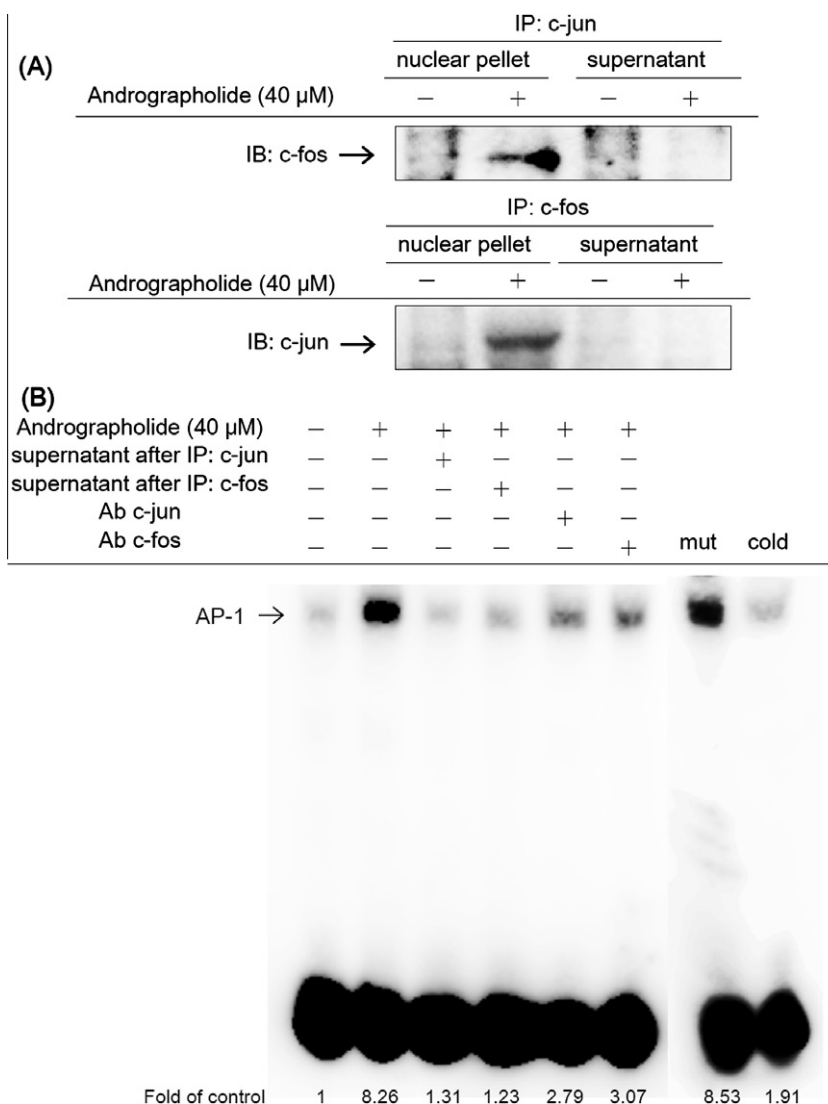 IP: c-jun
(A)
nuclear pellet supernatant
Andrographolide (40 µM) − + − +
IB: c-fos →
IP: c-fos
nuclear pellet supernatant
Andrographolide (40 µM) − + − +
IB: c-jun →
(B)
Andrographolide (40 µM) − + + + + +
supernatant after IP: c-jun − − + − − −
supernatant after IP: c-fos − − − + − −
Ab c-jun − − − − + −
Ab c-fos − − − − − + mut cold
AP-1 →
Fold of control 1 8.26 1.31 1.23 2.79 3.07 8.53 1.91